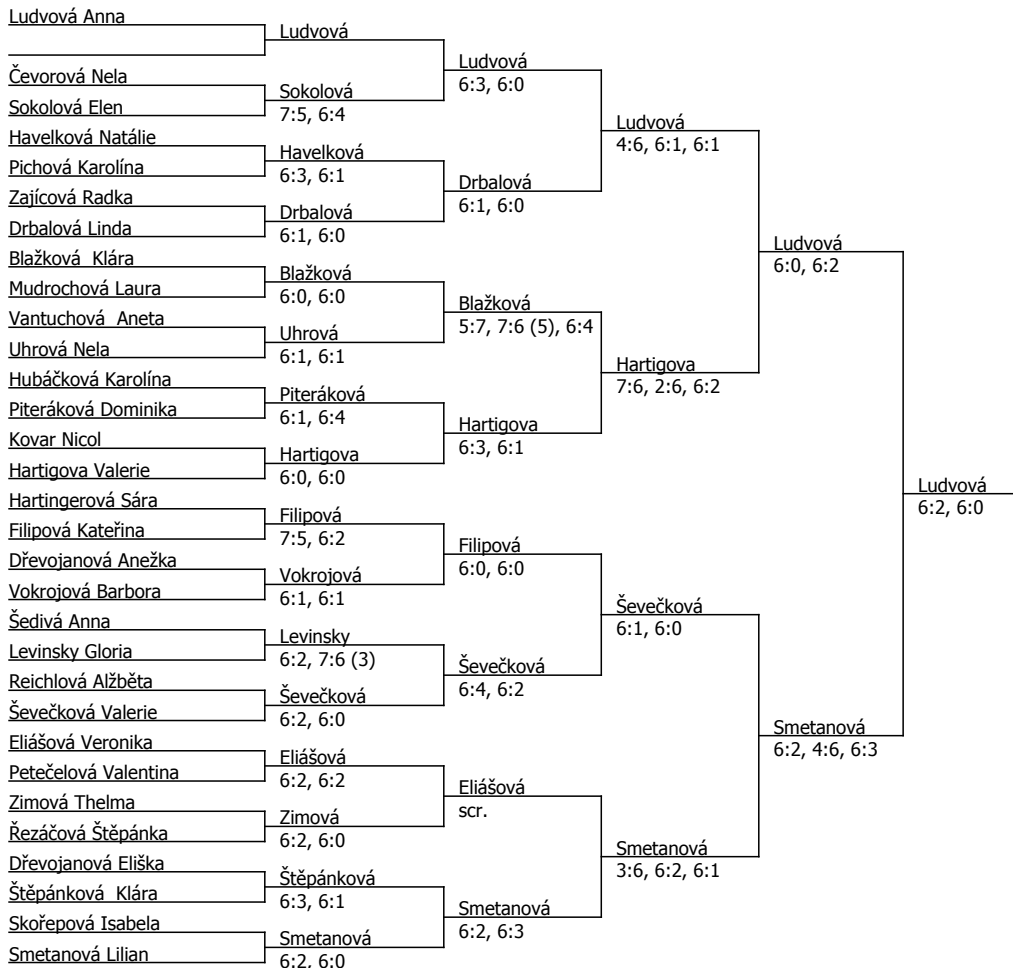 Ludvová Anna
Čevorová Nela
Sokolová Elen
Havelková Natálie
Pichová Karolína
Zajícová Radka
Drbalová Linda
Blažková  Klára
Mudrochová Laura
Vantuchová  Aneta
Uhrová Nela
Hubáčková Karolína
Piteráková Dominika
Kovar Nicol
Hartigova Valerie
Hartingerová Sára
Filipová Kateřina
Dřevojanová Anežka
Vokrojová Barbora
Šedivá Anna
Levinsky Gloria
Reichlová Alžběta
Ševečková Valerie
Eliášová Veronika
Petečelová Valentina
Zimová Thelma
Řezáčová Štěpánka
Dřevojanová Eliška
Štěpánková  Klára
Skořepová Isabela
Smetanová Lilian
Ludvová
Sokolová
7:5, 6:4
Havelková
6:3, 6:1
Drbalová
6:1, 6:0
Blažková
6:0, 6:0
Uhrová
6:1, 6:1
Piteráková
6:1, 6:4
Hartigova
6:0, 6:0
Filipová
7:5, 6:2
Vokrojová
6:1, 6:1
Levinsky
6:2, 7:6 (3)
Ševečková
6:2, 6:0
Eliášová
6:2, 6:2
Zimová
6:2, 6:0
Štěpánková
6:3, 6:1
Smetanová
6:2, 6:0
Ludvová
6:3, 6:0
Drbalová
6:1, 6:0
Blažková
5:7, 7:6 (5), 6:4
Hartigova
6:3, 6:1
Filipová
6:0, 6:0
Ševečková
6:4, 6:2
Eliášová
scr.
Smetanová
6:2, 6:3
Ludvová
4:6, 6:1, 6:1
Hartigova
7:6, 2:6, 6:2
Ševečková
6:1, 6:0
Smetanová
3:6, 6:2, 6:1
Ludvová
6:0, 6:2
Smetanová
6:2, 4:6, 6:3
Ludvová
6:2, 6:0